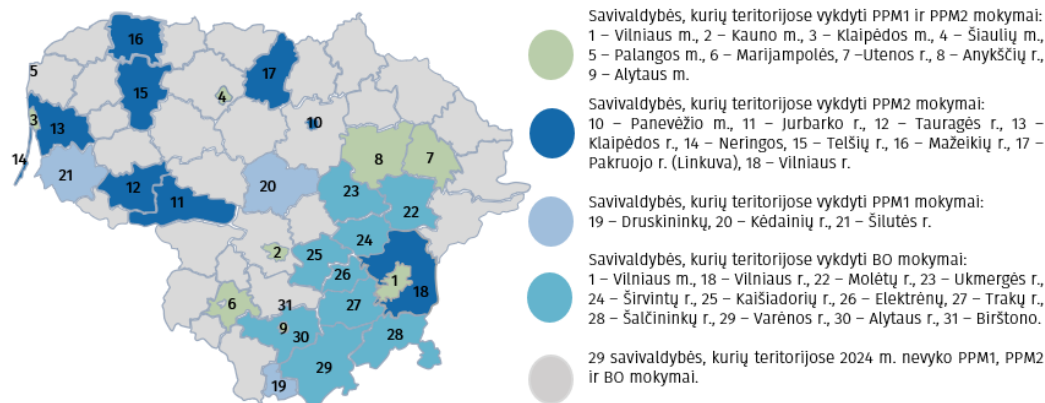 16
5
17
15
4
3
13
10
14
21
12
11
20
8
7
23
22
24
2
25
26
1
18
6
31
27
9
30
28
29
19
Savivaldybės, kurių teritorijose vykdyti PPM1 ir PPM2 mokymai:
1 – Vilniaus m., 2 – Kauno m., 3 – Klaipėdos m., 4 – Šiaulių m.,
5 – Palangos m., 6 – Marijampolės, 7 –Utenos r., 8 – Anykščių r.,
9 – Alytaus m.
Savivaldybės, kurių teritorijose vykdyti PPM2 mokymai:
10 – Panevėžio m., 11 – Jurbarko r., 12 – Tauragės r., 13 –
Klaipėdos r., 14 – Neringos, 15 – Telšių r., 16 – Mažeikių r., 17 –
Pakruojo r. (Linkuva), 18 – Vilniaus r.
Savivaldybės, kurių teritorijose vykdyti PPM1 mokymai:
19 – Druskininkų, 20 – Kėdainių r., 21 – Šilutės r.
Savivaldybės, kurių teritorijose vykdyti BO mokymai:
1 – Vilniaus m., 18 – Vilniaus r., 22 – Molėtų r., 23 – Ukmergės r.,
24 – Širvintų r., 25 – Kaišiadorių r., 26 – Elektrėnų, 27 – Trakų r.,
28 – Šalčininkų r., 29 – Varėnos r., 30 – Alytaus r., 31 – Birštono.
29 savivaldybės, kurių teritorijose 2024 m. nevyko PPM1, PPM2
ir BO mokymai.